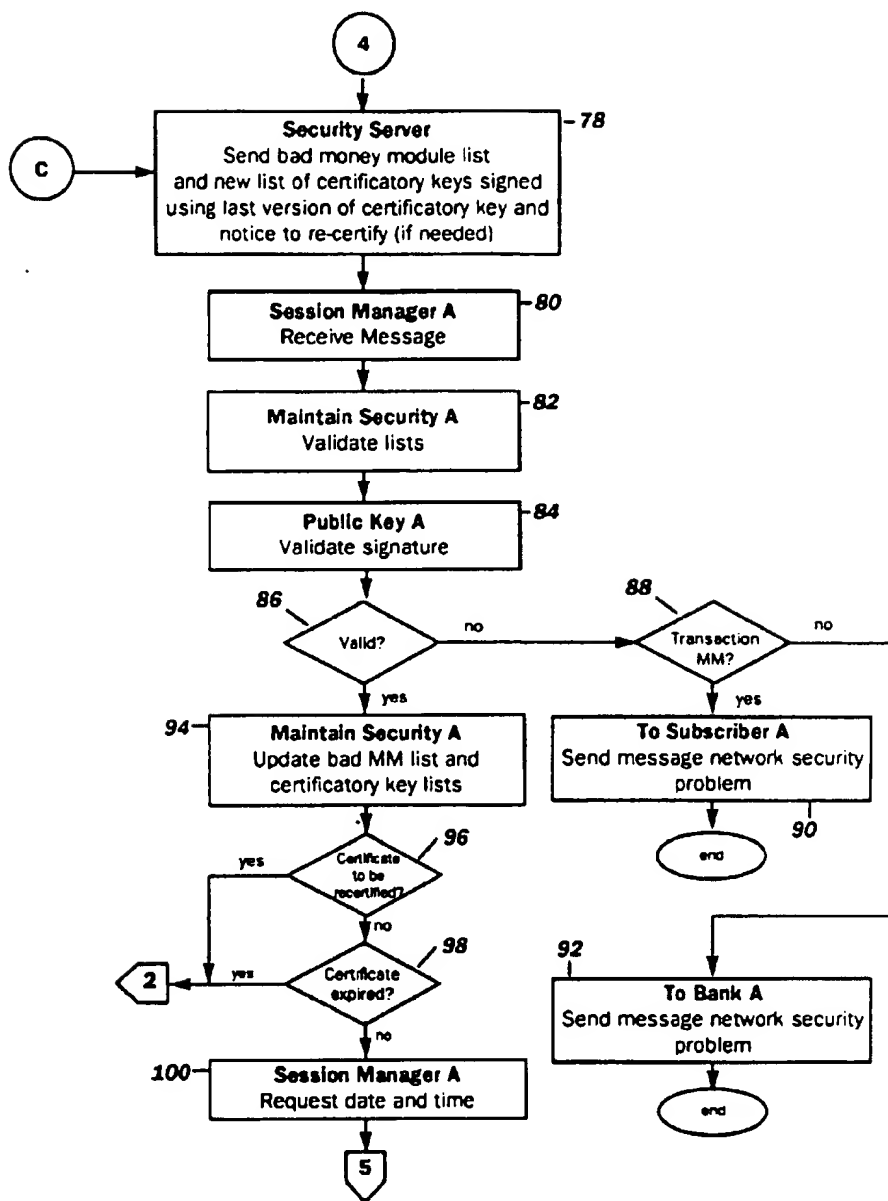 4
C
Security Server
Send bad money module list
and new list of certificatory keys signed
using last version of certificatory key and
notice to re-certify (if needed)
78
Session Manager A
Receive Message
80
Maintain Security A
Validate lists
82
Public Key A
Validate signature
84
86
Valid?
no
yes
88
Transaction
MM?
no
yes
94
Maintain Security A
Update bad MM list and
certificatory key lists
To Subscriber A
Send message network security
problem
90
end
96
Certificate
to be
recertified?
yes
no
98
Certificate
expired?
yes
2
no
92
To Bank A
Send message network security
problem
end
100
Session Manager A
Request date and time
5